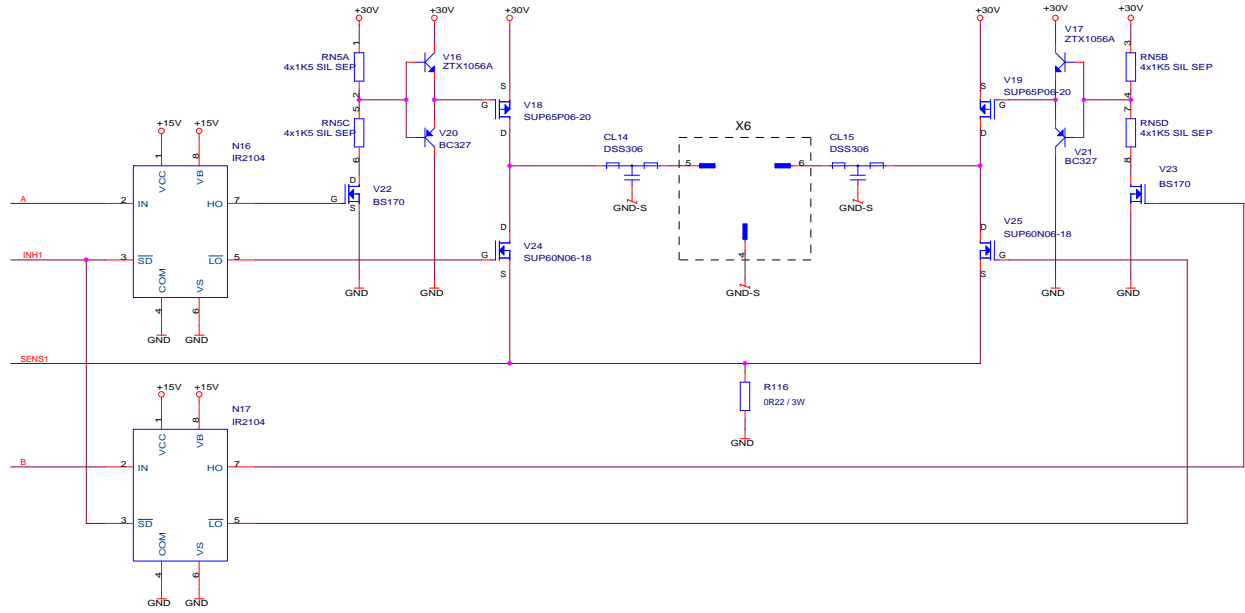 +30V +30V +30V +30V +30V +30V
V17
ZTX1056A
1
RN5A
4x1K5 SIL SEP
V16
ZTX1056A
3
RN5B
4x1K5 SIL SEP
2
5
S
G
V18
SUP65P06-20
D
V19
SUP65P06-20
S
G
D
4
7
+15V +15V
N16
IR2104
RN5C
4x1K5 SIL SEP
6
V20
BC327
X6
CL14
DSS306
5
6
CL15
DSS306
V21
BC327
RN5D
4x1K5 SIL SEP
8
1 8
VCC VB
A
2 IN
HO 7
D
G
S
V22
BS170
GND-S
GND-S
V23
BS170
D
G
S
V24
SUP60N06-18
4
V25
SUP60N06-18
D
G
S
INH1
3 SD
LO 5
COM VS
4 6
GND GND
GND GND
GND-S
GND GND
SENS1
R116
0R22 / 3W
GND
+15V +15V
N17
IR2104
1 8
VCC VB
B
2 IN
HO 7
3 SD
LO 5
COM VS
4 6
GND GND